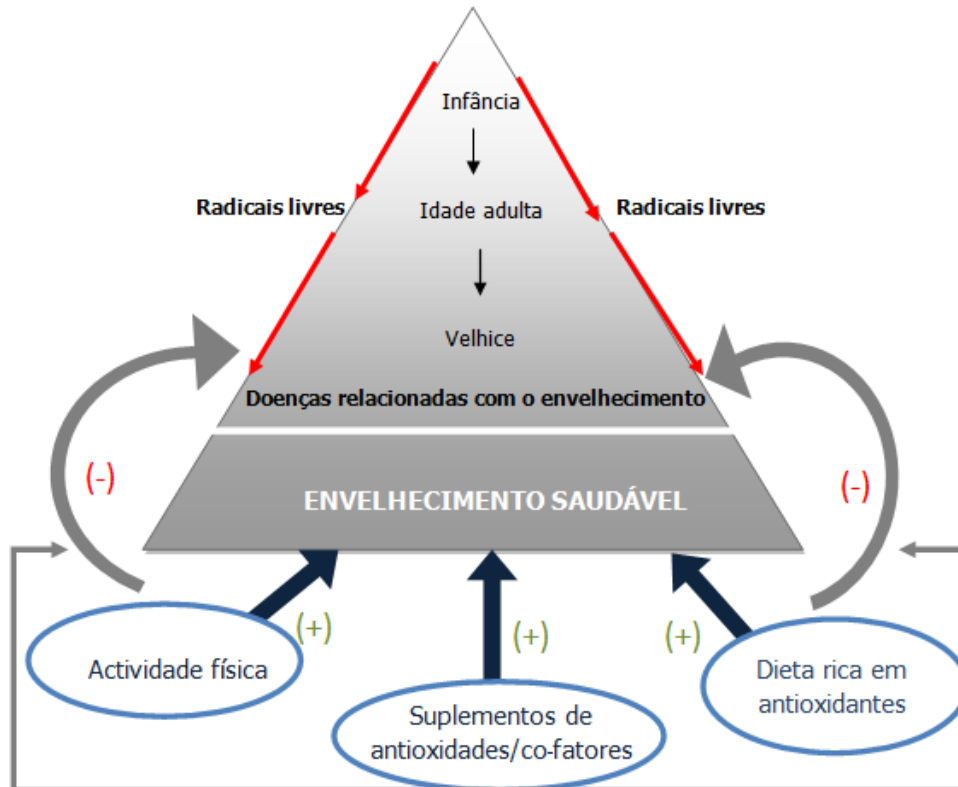 Infância
Radicais livres
Idade adulta
Radicais livres
Velhice
Doenças relacionadas com o envelhecimento
(-)
(-)
ENVELHECIMENTO SAUDÁVEL
(+)
(+)
(+)
Actividade física
Suplementos de
antioxidades/co-fatores
Dieta rica em
antioxidantes